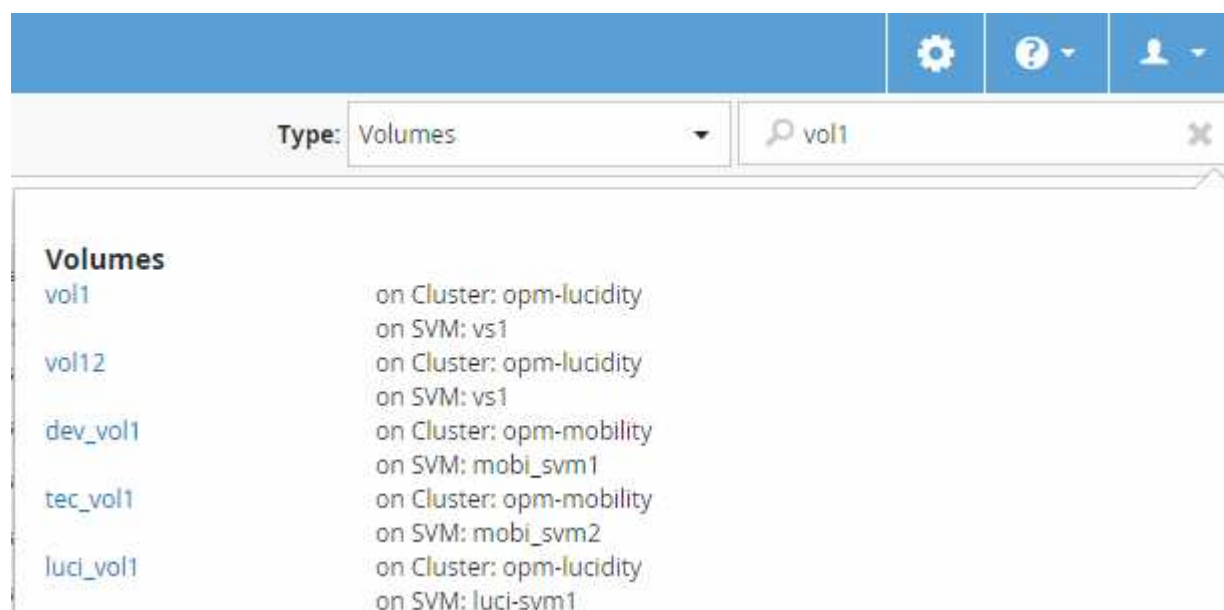 Type: Volumes vol1
Volumes
vol1 on Cluster: opm-lucidity
on SVM: vs1
vol12 on Cluster: opm-lucidity
on SVM: vs1
dev_vol1 on Cluster: opm-mobility
on SVM: mobi_svm1
tec_vol1 on Cluster: opm-mobility
on SVM: mobi_svm2
luci_vol1 on Cluster: opm-lucidity
on SVM: luci-svm1